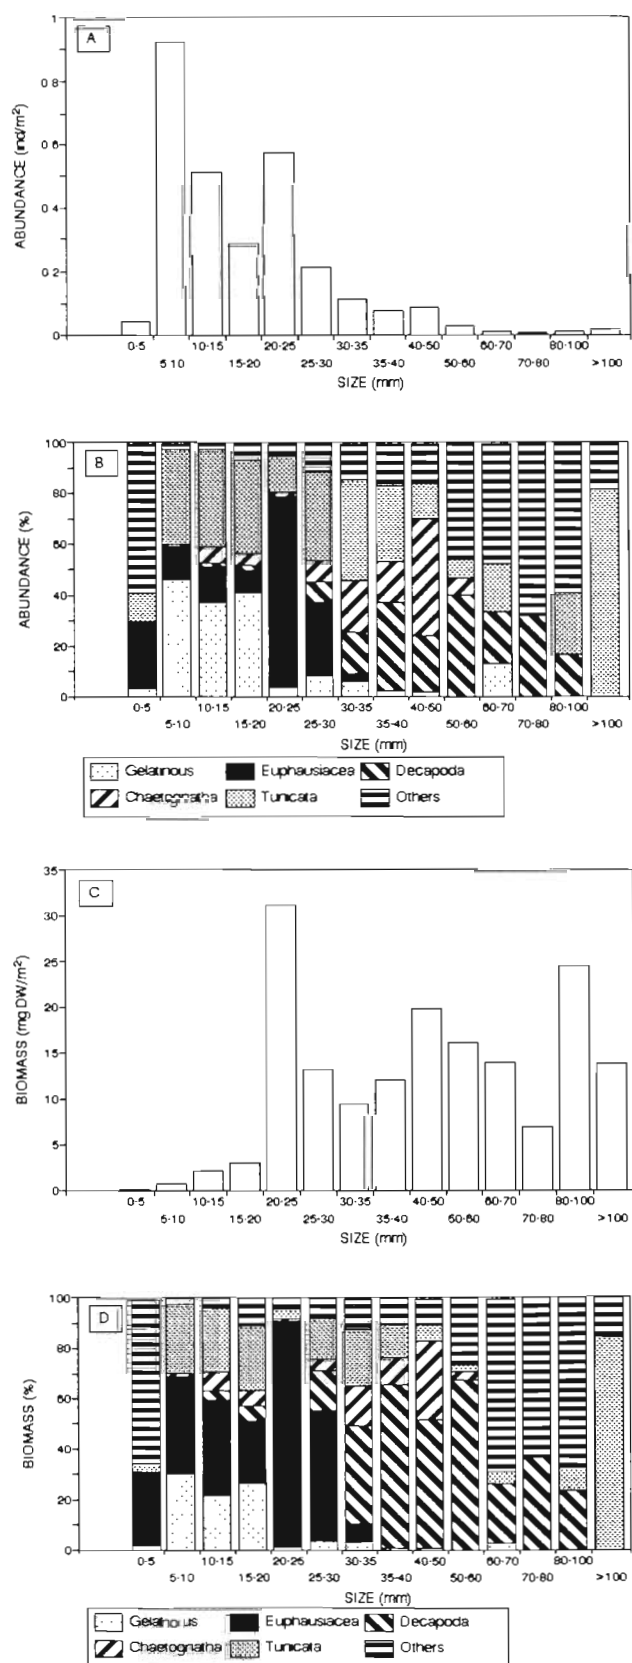 A
ABUNDANCE (ind/m²)
1
0 8
0 6
0 4
0 2
0
0-5 10-15 20-25 30-35 40-50 60-70 80-100
5-10 15-20 25-30 35-40 50-60 70-80 >100
SIZE (mm)
B
ABUNDANCE (%)
100
80
60
40
20
0
0-5 10-15 20-25 30-35 40-50 60-70 80-100
5-10 15-20 25-30 35-40 50-60 70-80 >100
SIZE (mm)
Gelatinous Euphausiacea Decapoda
Chaetognatha Tunicata Others
C
BIOMASS (mg DW/m²)
35
30
25
20
15
10
5
0
0-5 10-15 20-25 30-35 40-50 60-70 80-100
5-10 15-20 25-30 35-40 50-60 70-80 >100
SIZE (mm)
D
BIOMASS (%)
100
80
60
40
20
0
0-5 10-15 20-25 30-35 40-50 60-70 80-100
5-10 15-20 25-30 35-40 50-60 70-80 >100
SIZE (mm)
Gelatinous Euphausiacea Decapoda
Chaetognatha Tunicata Others